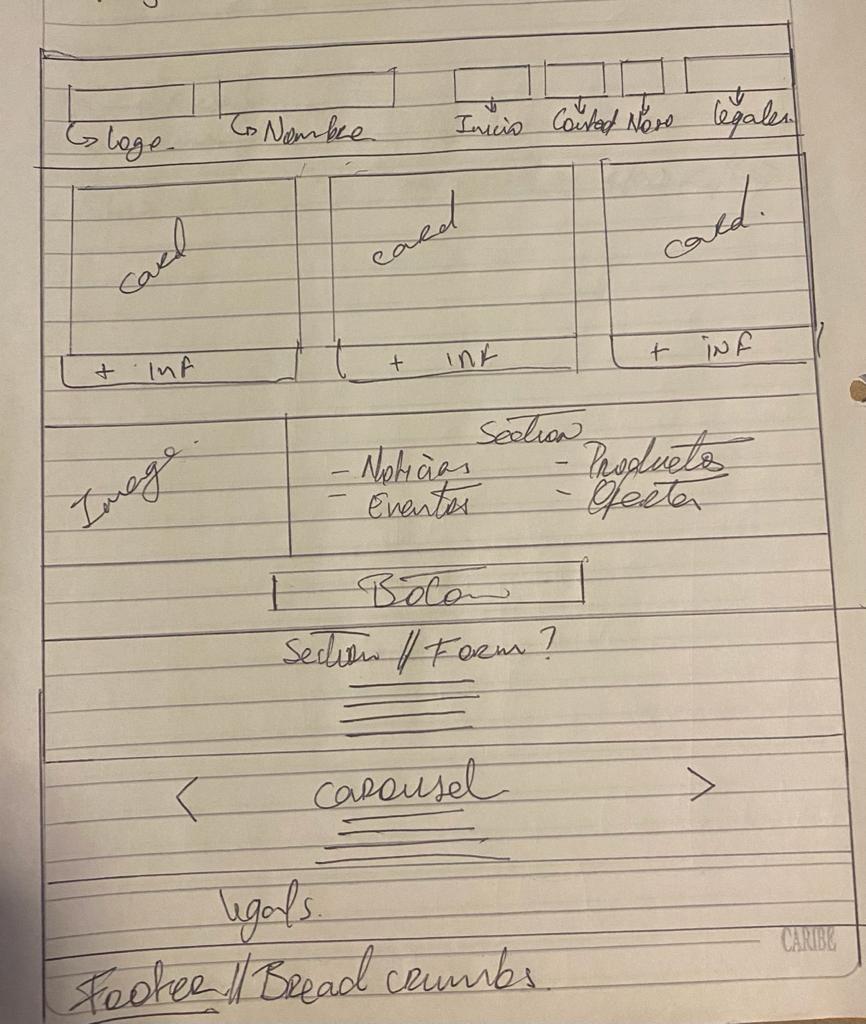 ↳ Logo ↳ Nombre Inicio Contact Noso Legales.
card card card.
+ inf + inf + inf
Section
Image.
- Noticias - Productos
- Eventos - Ofertas
Boton
Section // Form?
< carousel >
legals.
CARIBE
Footer // Bread crumbs.